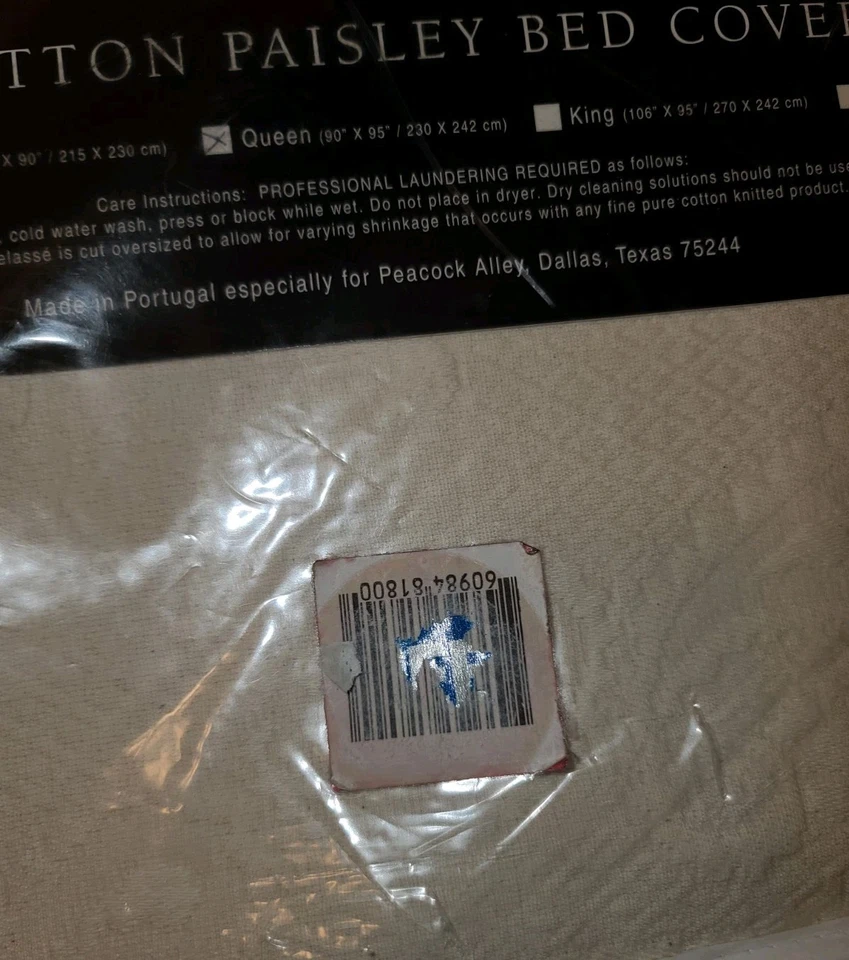 TTON PAISLEY BED COVER
X 90" / 215 X 230 cm) Queen (90" X 95" / 230 X 242 cm) King (106" X 95" / 270 X 242 cm)
Care Instructions: PROFESSIONAL LAUNDERING REQUIRED as follows:
, cold water wash, press or block while wet. Do not place in dryer. Dry cleaning solutions should not be use
elassé is cut oversized to allow for varying shrinkage that occurs with any fine pure cotton knitted product.
Made in Portugal especially for Peacock Alley, Dallas, Texas 75244
60984 81800